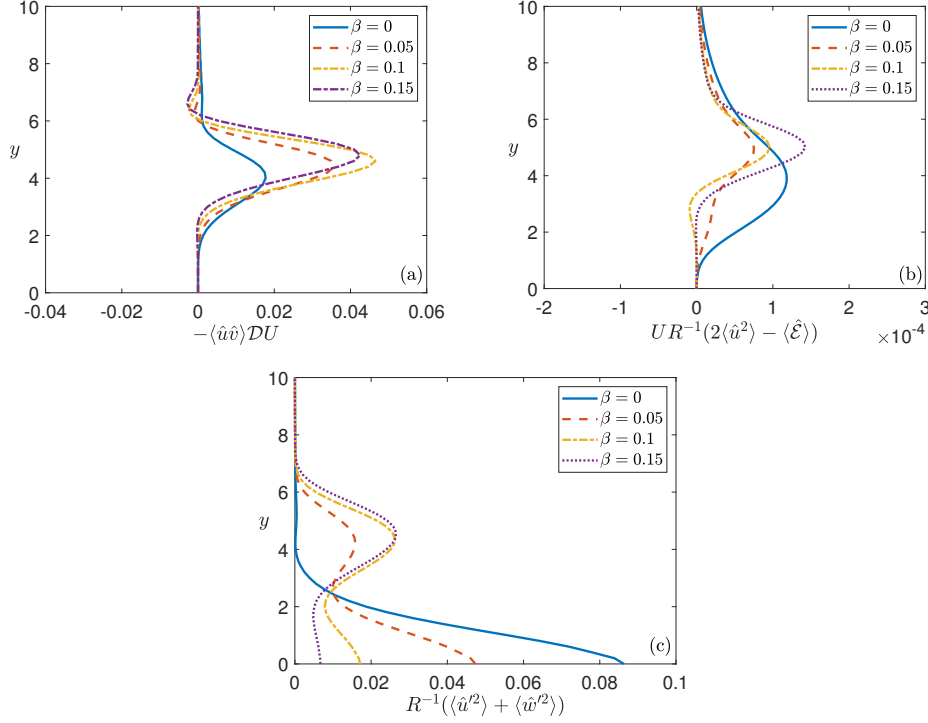 10
8
6
4
2
0
y
-0.04
-0.02
0
0.02
0.04
0.06
−⟨ûv̂⟩𝒟U
β = 0
β = 0.05
β = 0.1
β = 0.15
(a)
10
8
6
4
2
0
y
-2
-1
0
1
2
3
×10⁻⁴
UR⁻¹(2⟨û²⟩ − ⟨ℰ̂⟩)
β = 0
β = 0.05
β = 0.1
β = 0.15
(b)
10
8
6
4
2
0
y
0
0.02
0.04
0.06
0.08
0.1
R⁻¹(⟨û′²⟩ + ⟨ŵ′²⟩)
β = 0
β = 0.05
β = 0.1
β = 0.15
(c)